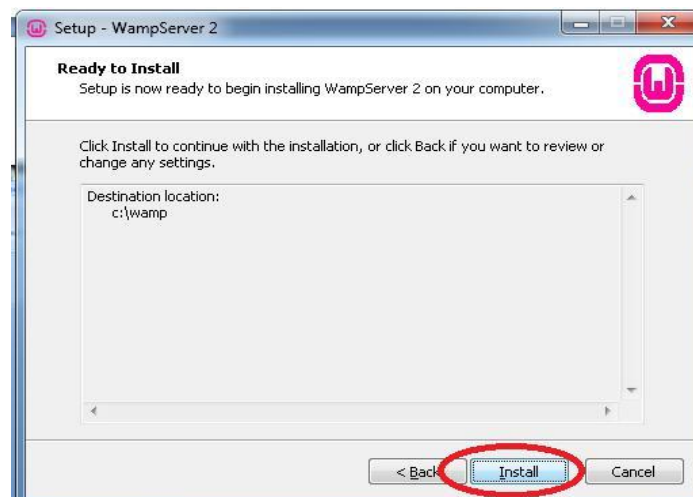 Setup - WampServer 2
Ready to Install
Setup is now ready to begin installing WampServer 2 on your computer.
Click Install to continue with the installation, or click Back if you want to review or
change any settings.
Destination location:
c:\wamp
< Back
Install
Cancel